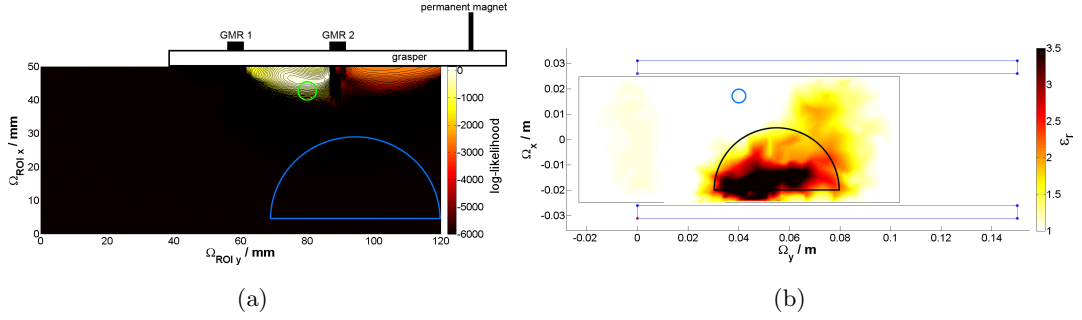 permanent magnet
GMR 1 GMR 2
grasper
50
40
30
20
10
0
Ω_ROI x / mm
0 20 40 60 80 100 120
Ω_ROI y / mm
0
-1000
-2000
-3000
-4000
-5000
-6000
log-likelihood
(a)
0.03
0.02
0.01
0
-0.01
-0.02
-0.03
Ω_x / m
-0.02 0 0.02 0.04 0.06 0.08 0.1 0.12 0.14
Ω_y / m
3.5
3
2.5
2
1.5
1
ε_r
(b)